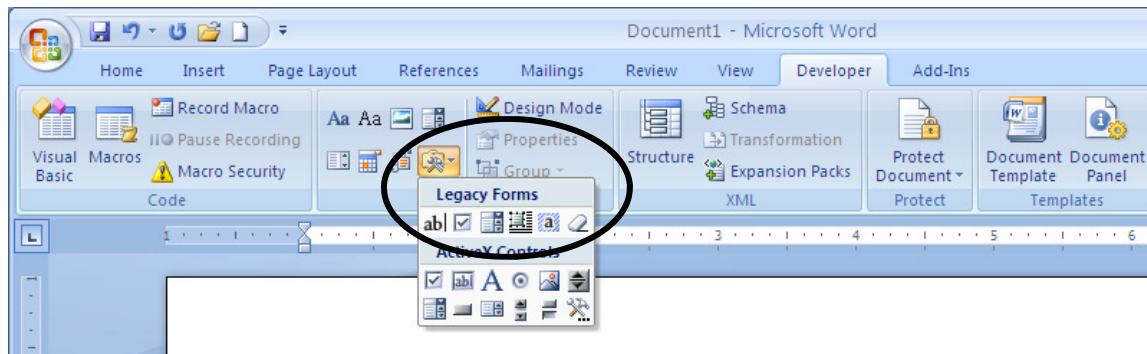 Document1 - Microsoft Word
Home Insert Page Layout References Mailings Review View Developer Add-Ins
Visual Basic
Macros
Record Macro
Pause Recording
Macro Security
Code
Aa Aa
Design Mode
Properties
Group
Structure
Schema
Transformation
Expansion Packs
XML
Protect
Document
Protect
Document
Template
Document
Panel
Templates
Legacy Forms
ab
a
ActiveX Controls
ab A
L
1 3 4 5 6